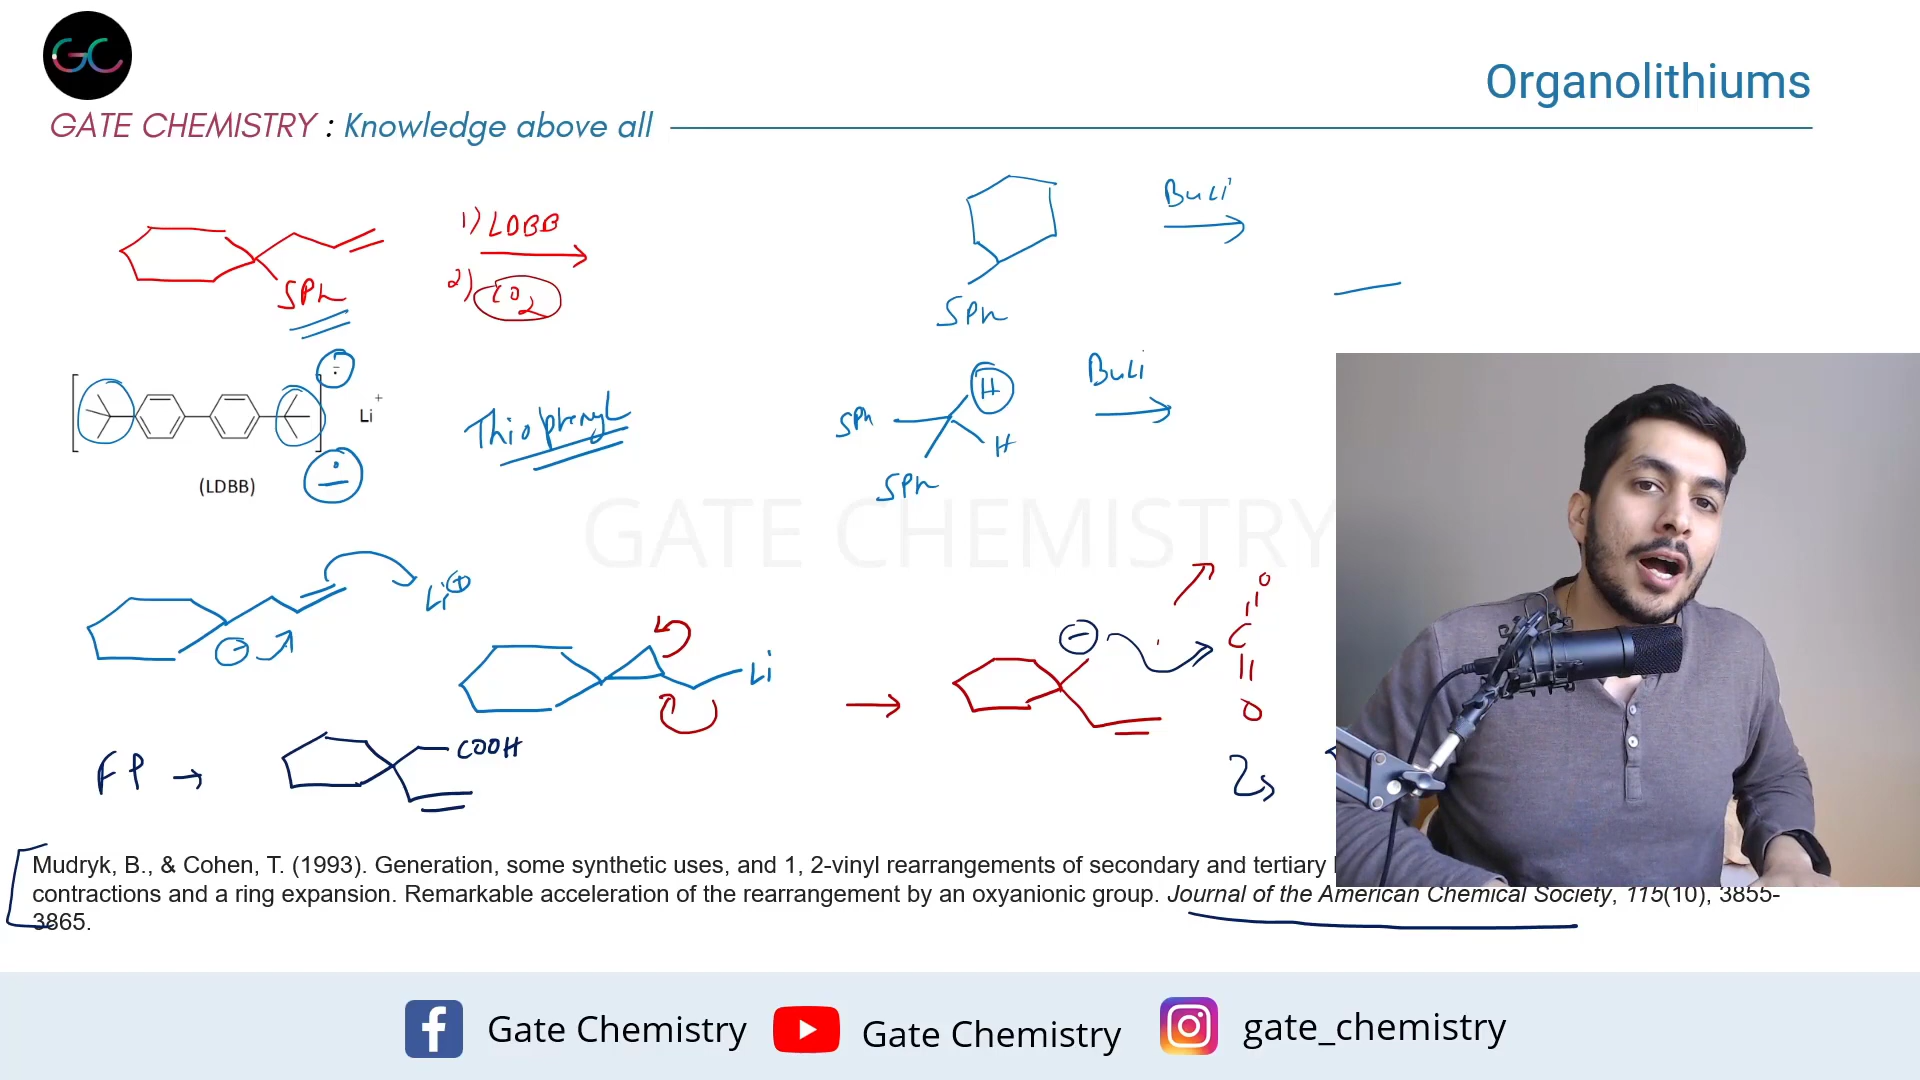 GC
Organolithiums
GATE CHEMISTRY : Knowledge above all
1) LDBB
2) CO2
SPh
BuLi
SPh
Li+
(LDBB)
Thiophenyl
SPh
H
H
SPh
BuLi
GATE CHEMISTRY
Li+
Li
O
C
O
FP →
COOH
Mudryk, B., & Cohen, T. (1993). Generation, some synthetic uses, and 1, 2-vinyl rearrangements of secondary and tertiary
contractions and a ring expansion. Remarkable acceleration of the rearrangement by an oxyanionic group. Journal of the American Chemical Society, 115(10), 3855-
3865.
Gate Chemistry
Gate Chemistry
gate_chemistry